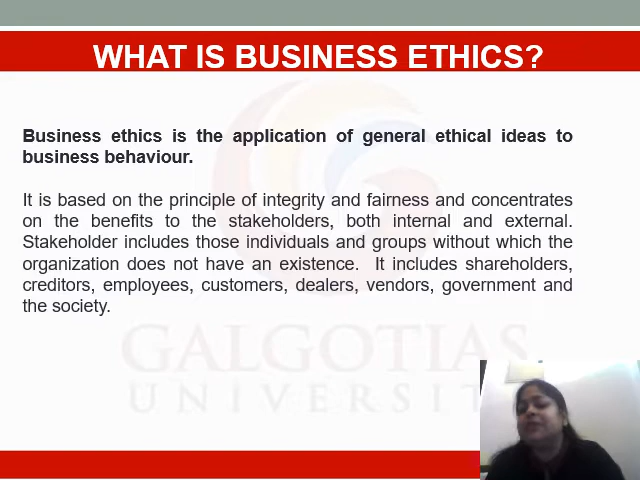 WHAT IS BUSINESS ETHICS?
Business ethics is the application of general ethical ideas to
business behaviour.
It is based on the principle of integrity and fairness and concentrates
on the benefits to the stakeholders, both internal and external.
Stakeholder includes those individuals and groups without which the
organization does not have an existence. It includes shareholders,
creditors, employees, customers, dealers, vendors, government and
the society.
GALGOTIAS
UNIVERSIT